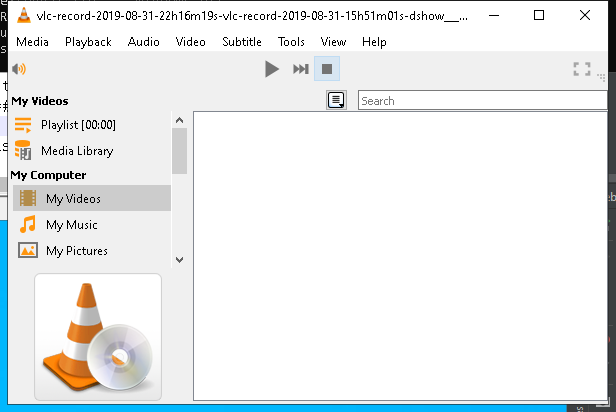 vlc-record-2019-08-31-22h16m19s-vlc-record-2019-08-31-15h51m01s-dshow__...
Media Playback Audio Video Subtitle Tools View Help
My Videos
Search
Playlist [00:00]
Media Library
My Computer
My Videos
My Music
My Pictures